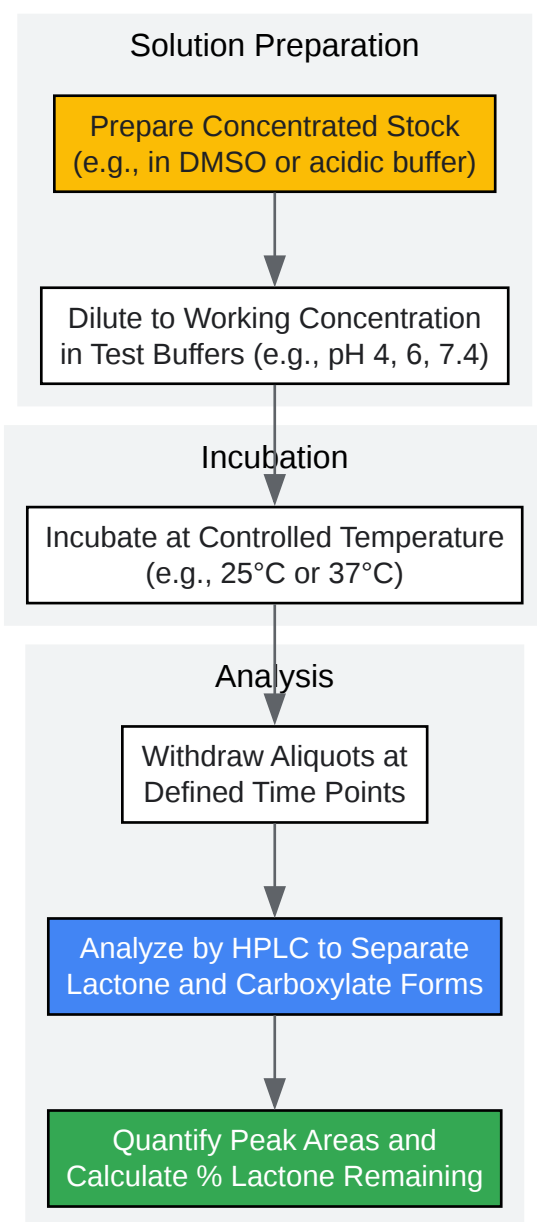 Solution Preparation
Prepare Concentrated Stock
(e.g., in DMSO or acidic buffer)
Dilute to Working Concentration
in Test Buffers (e.g., pH 4, 6, 7.4)
Incubation
Incubate at Controlled Temperature
(e.g., 25°C or 37°C)
Analysis
Withdraw Aliquots at
Defined Time Points
Analyze by HPLC to Separate
Lactone and Carboxylate Forms
Quantify Peak Areas and
Calculate % Lactone Remaining